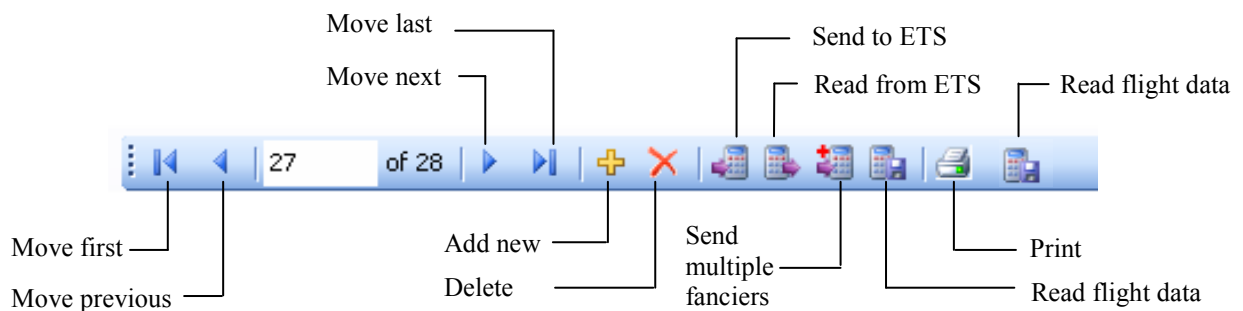 Move last
Send to ETS
Move next
Read from ETS
Read flight data
27 of 28
Move first
Add new
Send
multiple
fanciers
Print
Move previous
Delete
Read flight data